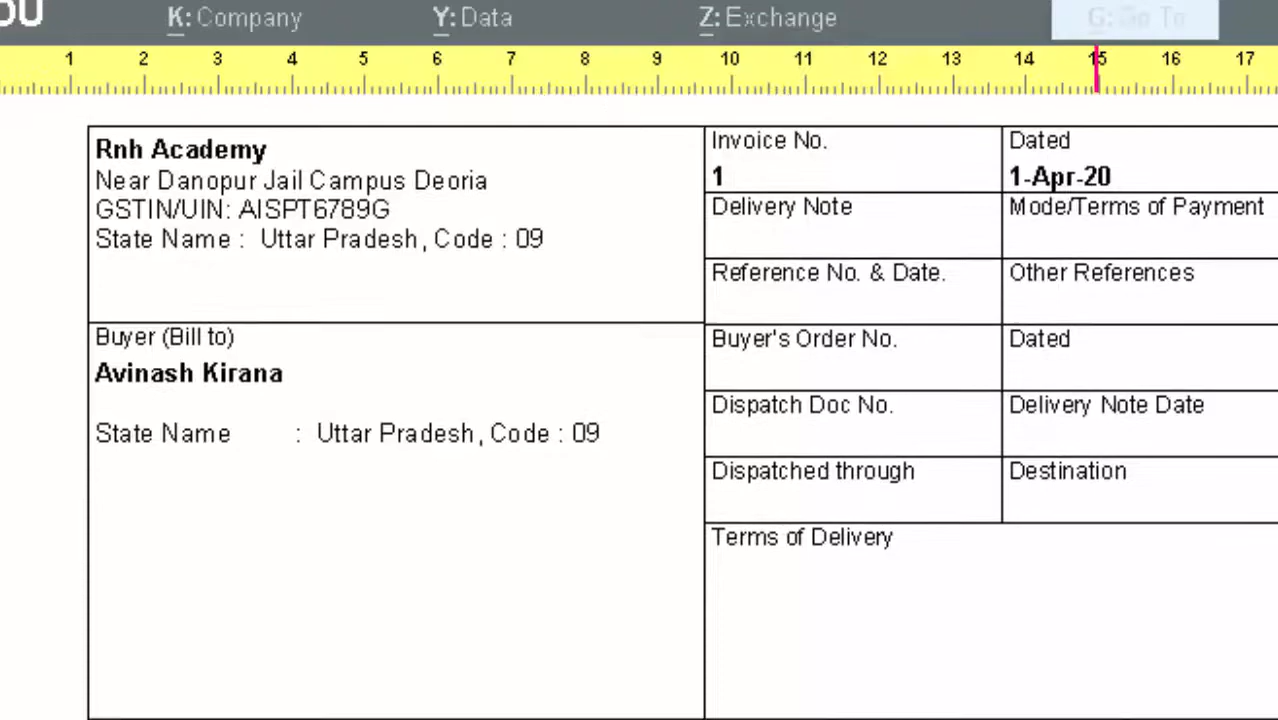 K: Company Y: Data Z: Exchange G: Go To
1 2 3 4 5 6 7 8 9 10 11 12 13 14 15 16 17
Rnh Academy
Near Danopur Jail Campus Deoria
GSTIN/UIN: AISPT6789G
State Name : Uttar Pradesh, Code : 09
Buyer (Bill to)
Avinash Kirana
State Name : Uttar Pradesh, Code : 09
Invoice No. Dated
1 1-Apr-20
Delivery Note Mode/Terms of Payment
Reference No. & Date. Other References
Buyer's Order No. Dated
Dispatch Doc No. Delivery Note Date
Dispatched through Destination
Terms of Delivery